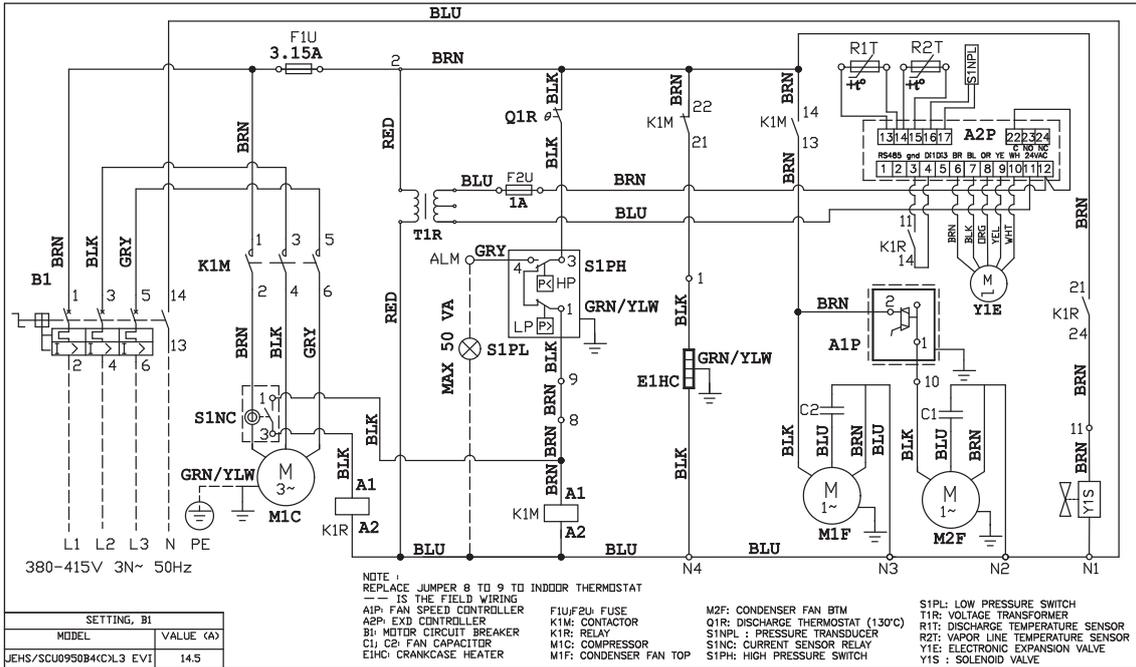 BLU
F1U
3.15A
2
BRN
R1T
R2T
S1NPL
+t°
+t°
BLK
BRN
22
14
Q1R
θ
K1M
K1M
21
13
A2P
13 14 15 16 17
22 23 24
C NO NC
RS485 gnd DI1 DI3 BR BL OR YE WH 24VAC
1 2 3 4 5 6 7 8 9 10 11 12
BRN
RED
BLK
BRN
BLU
F2U
1A
BRN
BLU
T1R
BRN
BRN
BLK
GRY
11
K1R
14
BRN
BLK
ORG
YEL
WHT
M
Y1E
B1
1
3
5
14
K1M
1
3
5
2
4
6
ALM
GRY
4
3
S1PH
P< HP
1
GRN/YLW
LP P>
1
RED
BRN
2
1
A1P
21
K1R
24
13
2
4
6
BRN
BLK
GRY
MAX 50 VA
S1PL
BLK
9
BRN
8
BRN
BLK
GRN/YLW
E1HC
10
BRN
11
BRN
S1NC
1
3
BLK
BLK
C2
C1
BLK
BLU
BRN
BLU
BLK
BLU
BRN
GRN/YLW
M
3~
M1C
A1
K1R
A2
BRN
A1
K1M
A2
BLK
M
1~
M1F
M
1~
M2F
Y1S
BLU
BLU
BLU
L1 L2 L3 N PE
N4
N3
N2
N1
380-415V 3N~ 50Hz
NOTE :
REPLACE JUMPER 8 TO 9 TO INDOOR THERMOSTAT
— — IS THE FIELD WIRING
A1P: FAN SPEED CONTROLLER
A2P: EXD CONTROLLER
B1: MOTOR CIRCUIT BREAKER
C1; C2: FAN CAPACITOR
E1HC: CRANKCASE HEATER
F1U;F2U: FUSE
K1M: CONTACTOR
K1R: RELAY
M1C: COMPRESSOR
M1F: CONDENSER FAN TOP
M2F: CONDENSER FAN BTM
Q1R: DISCHARGE THERMOSTAT (130°C)
S1NPL : PRESSURE TRANSDUCER
S1NC: CURRENT SENSOR RELAY
S1PH: HIGH PRESSURE SWITCH
S1PL: LOW PRESSURE SWITCH
T1R: VOLTAGE TRANSFORMER
R1T: DISCHARGE TEMPERATURE SENSOR
R2T: VAPOR LINE TEMPERATURE SENSOR
Y1E: ELECTRONIC EXPANSION VALVE
Y1S : SOLENOID VALVE
SETTING, B1
MODEL VALUE (A)
JEHS/SCU0950B4(C)L3 EVI 14.5